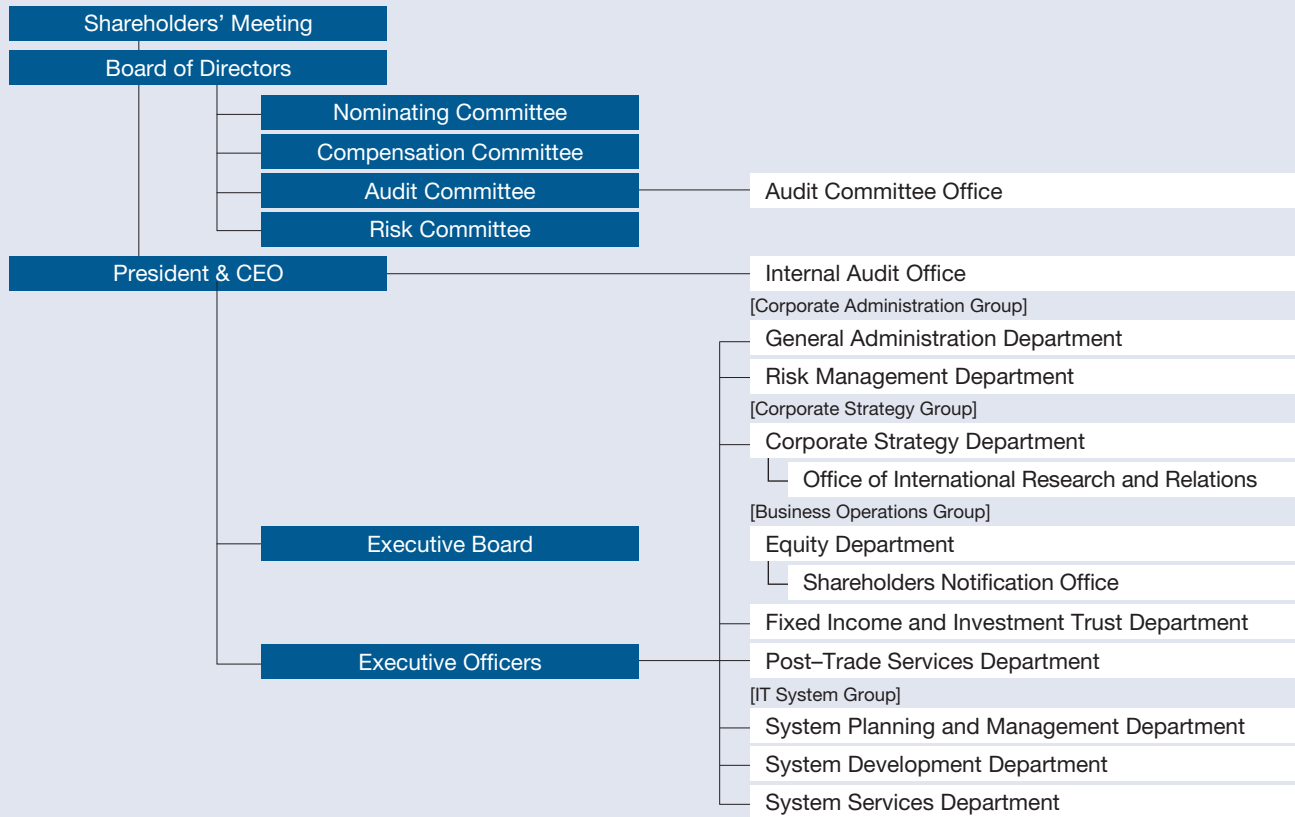 Shareholders’ Meeting
Board of Directors
Nominating Committee
Compensation Committee
Audit Committee
Audit Committee Office
Risk Committee
President & CEO
Internal Audit Office
[Corporate Administration Group]
General Administration Department
Risk Management Department
[Corporate Strategy Group]
Corporate Strategy Department
Office of International Research and Relations
[Business Operations Group]
Executive Board
Equity Department
Shareholders Notification Office
Fixed Income and Investment Trust Department
Executive Officers
Post–Trade Services Department
[IT System Group]
System Planning and Management Department
System Development Department
System Services Department